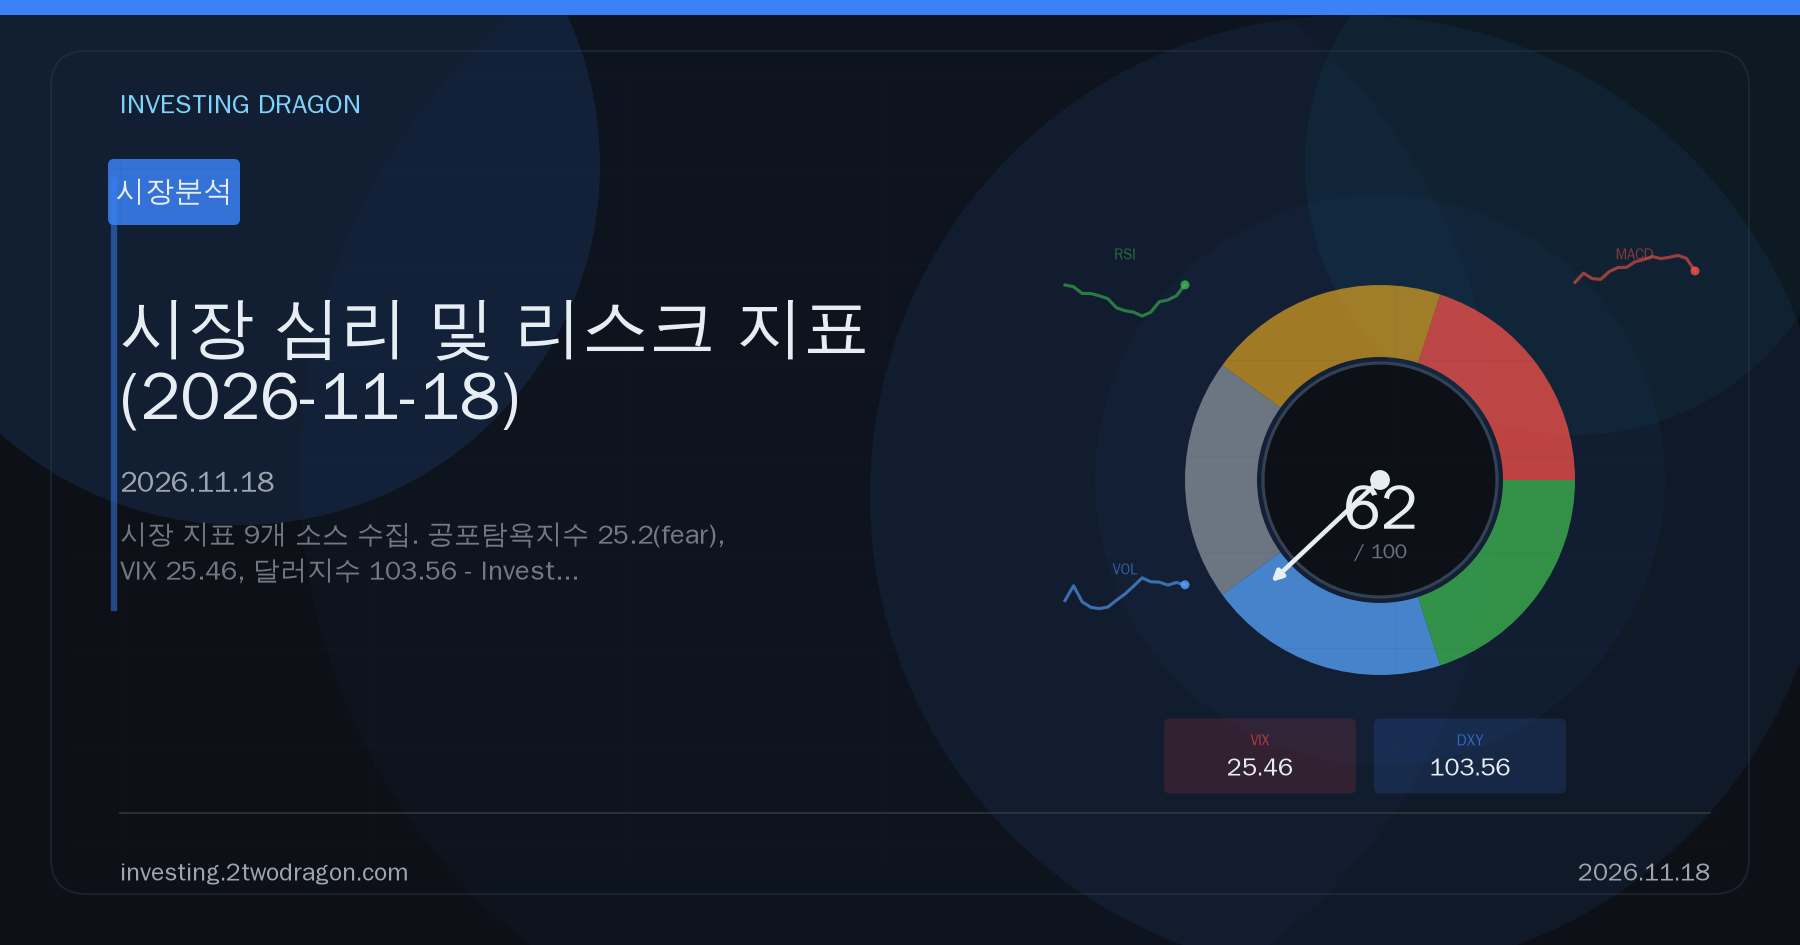 INVESTING DRAGON
시장분석
시장 심리 및 리스크 지표
(2026-11-18)
2026.11.18
시장 지표 9개 소스 수집. 공포탐욕지수 25.2(fear),
VIX 25.46, 달러지수 103.56 - Invest...
RSI
MACD
62
/ 100
VOL
VIX
25.46
DXY
103.56
investing.2twodragon.com
2026.11.18